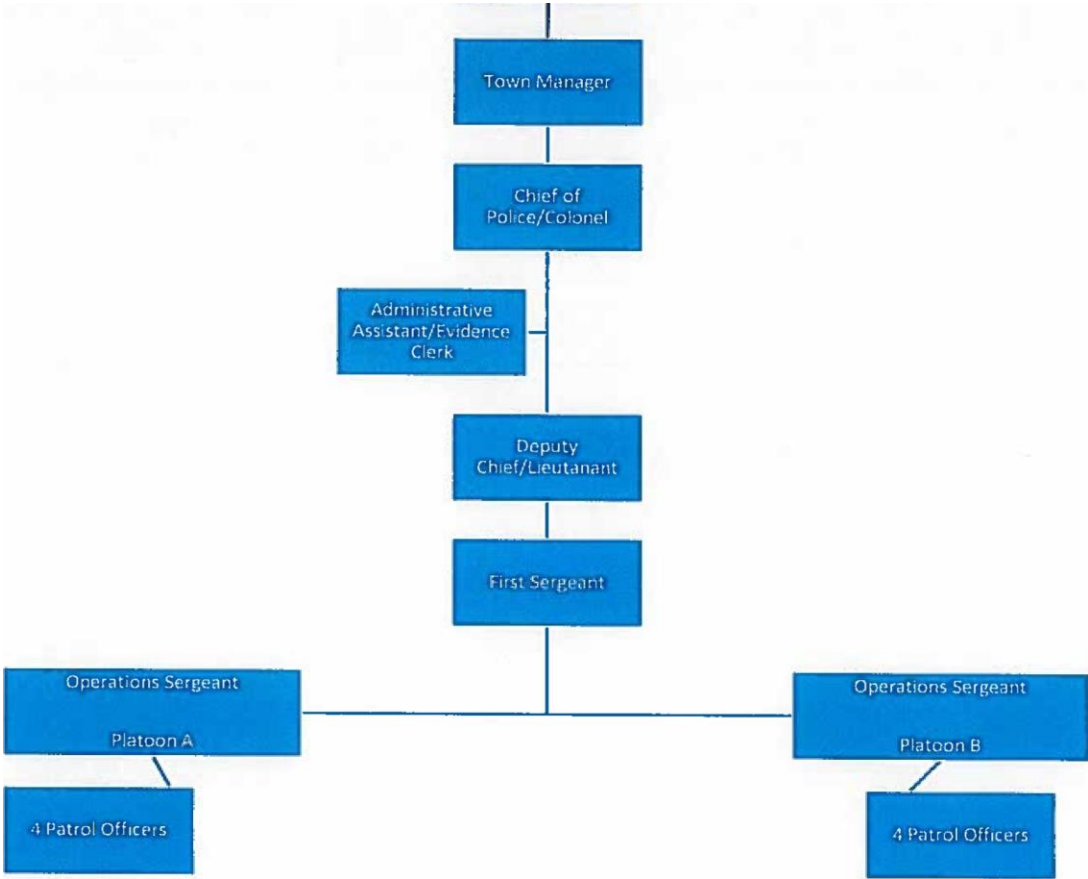 Town Manager
Chief of
Police/Colonel
Administrative
Assistant/Evidence
Clerk
Deputy
Chief/Lieutanant
First Sergeant
Operations Sergeant
Platoon A
Operations Sergeant
Platoon B
4 Patrol Officers
4 Patrol Officers